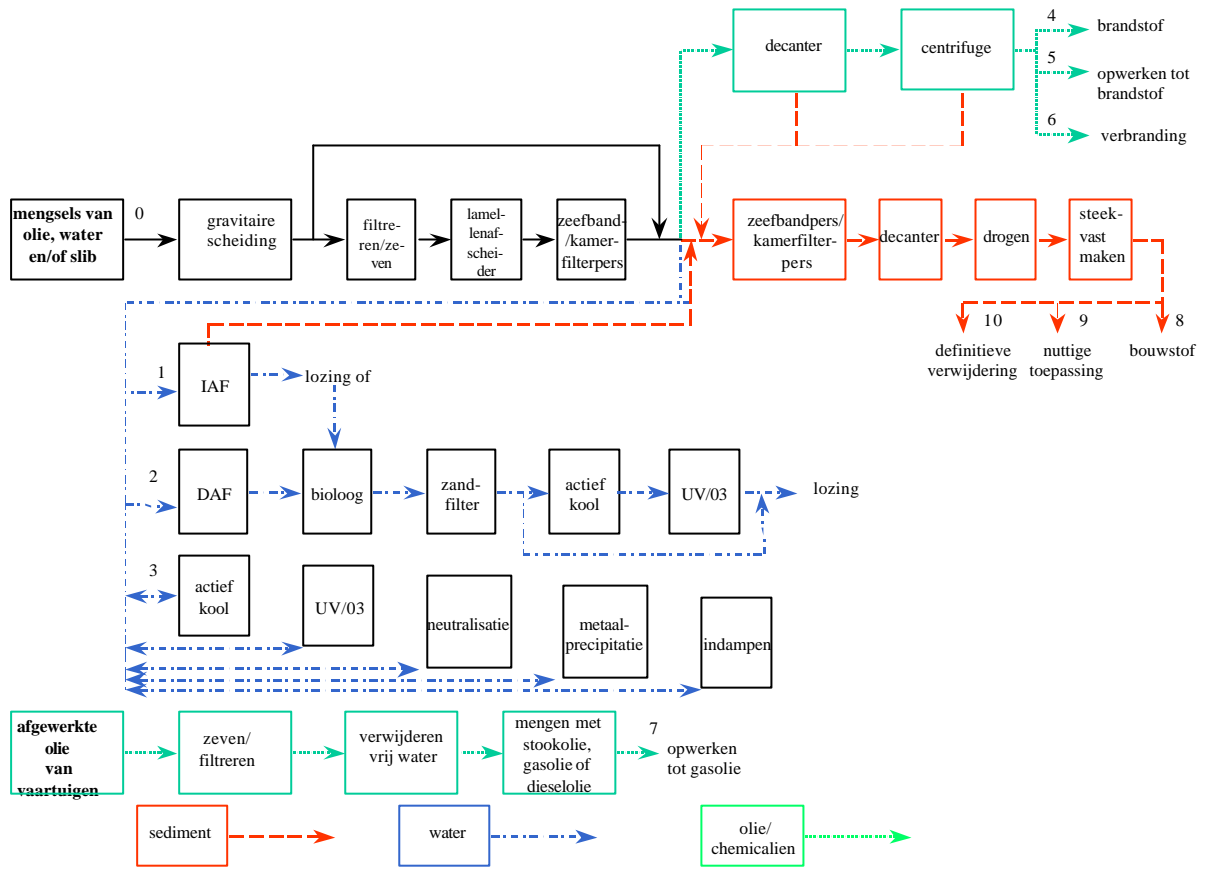 decanter
centrifuge
4
brandstof
5
opwerken tot
brandstof
6
verbranding
mengsels van
olie, water
en/of slib
0
gravitaire
scheiding
filtre-
ren/ze-
ven
lamel-
lenaf-
schei-
der
zeefband-
/kamer-
filterpers
zeefbandpers/
kamerfilter-
pers
decanter
drogen
steek-
vast
maken
10
definitieve
verwijdering
9
nuttige
toepassing
8
bouwstof
1
IAF
lozing of
2
DAF
bioloog
zand-
filter
actief
kool
UV/03
lozing
3
actief
kool
UV/03
neutralisatie
metaal-
precipitatie
indampen
afgewerkte
olie
van
vaartuigen
zeven/
filtreren
verwijderen
vrij water
mengen met
stookolie,
gasolie of
dieselolie
7
opwerken
tot gasolie
sediment
water
olie/
chemicalien